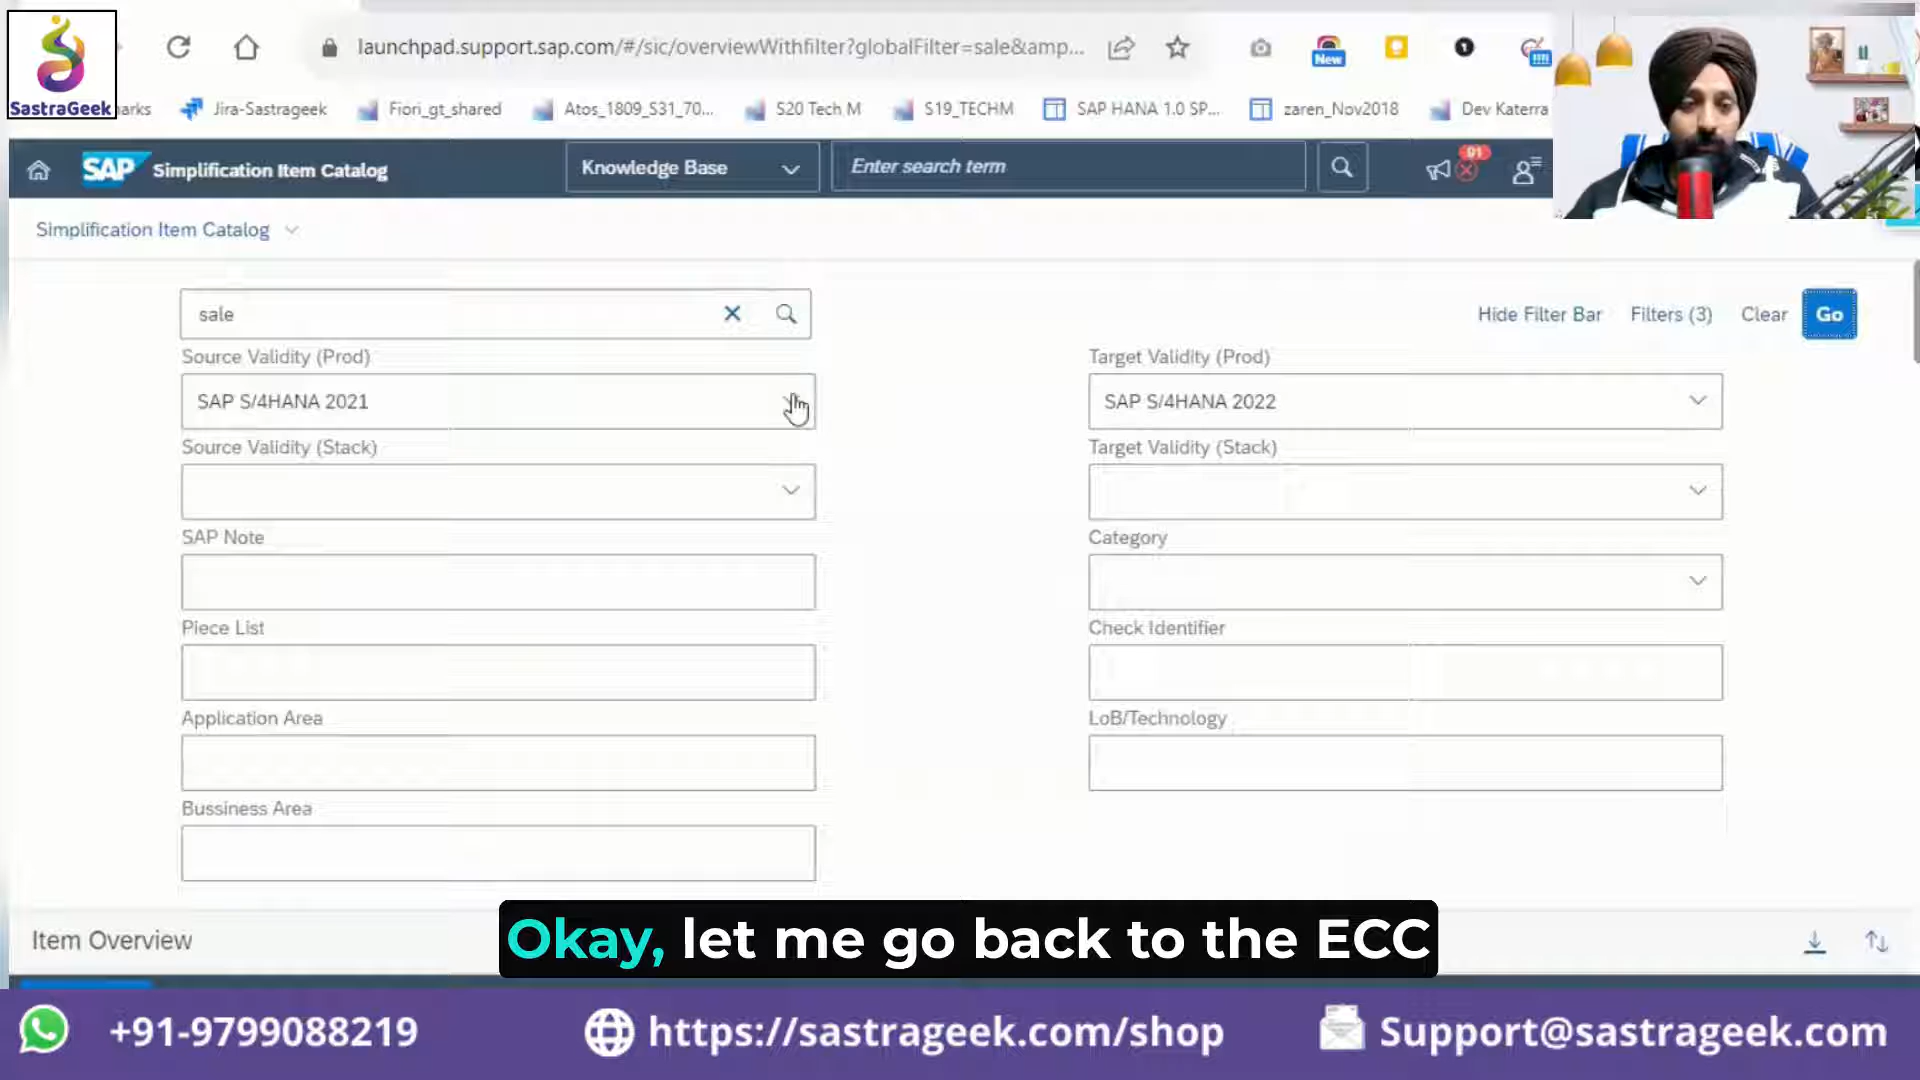 SastraGeek
launchpad.support.sap.com/#/sic/overviewWithfilter?globalFilter=sale&amp...
New
1
arks
Jira-Sastrageek
Fiori_gt_shared
Atos_1809_S31_70...
S20 Tech M
S19_TECHM
SAP HANA 1.0 SP...
zaren_Nov2018
Dev Katerra
SAP Simplification Item Catalog
Knowledge Base
Enter search term
91
Simplification Item Catalog
sale
Hide Filter Bar
Filters (3)
Clear
Go
Source Validity (Prod)
Target Validity (Prod)
SAP S/4HANA 2021
SAP S/4HANA 2022
Source Validity (Stack)
Target Validity (Stack)
SAP Note
Category
Piece List
Check Identifier
Application Area
LoB/Technology
Bussiness Area
Item Overview
Okay, let me go back to the ECC
+91-9799088219
https://sastrageek.com/shop
Support@sastrageek.com